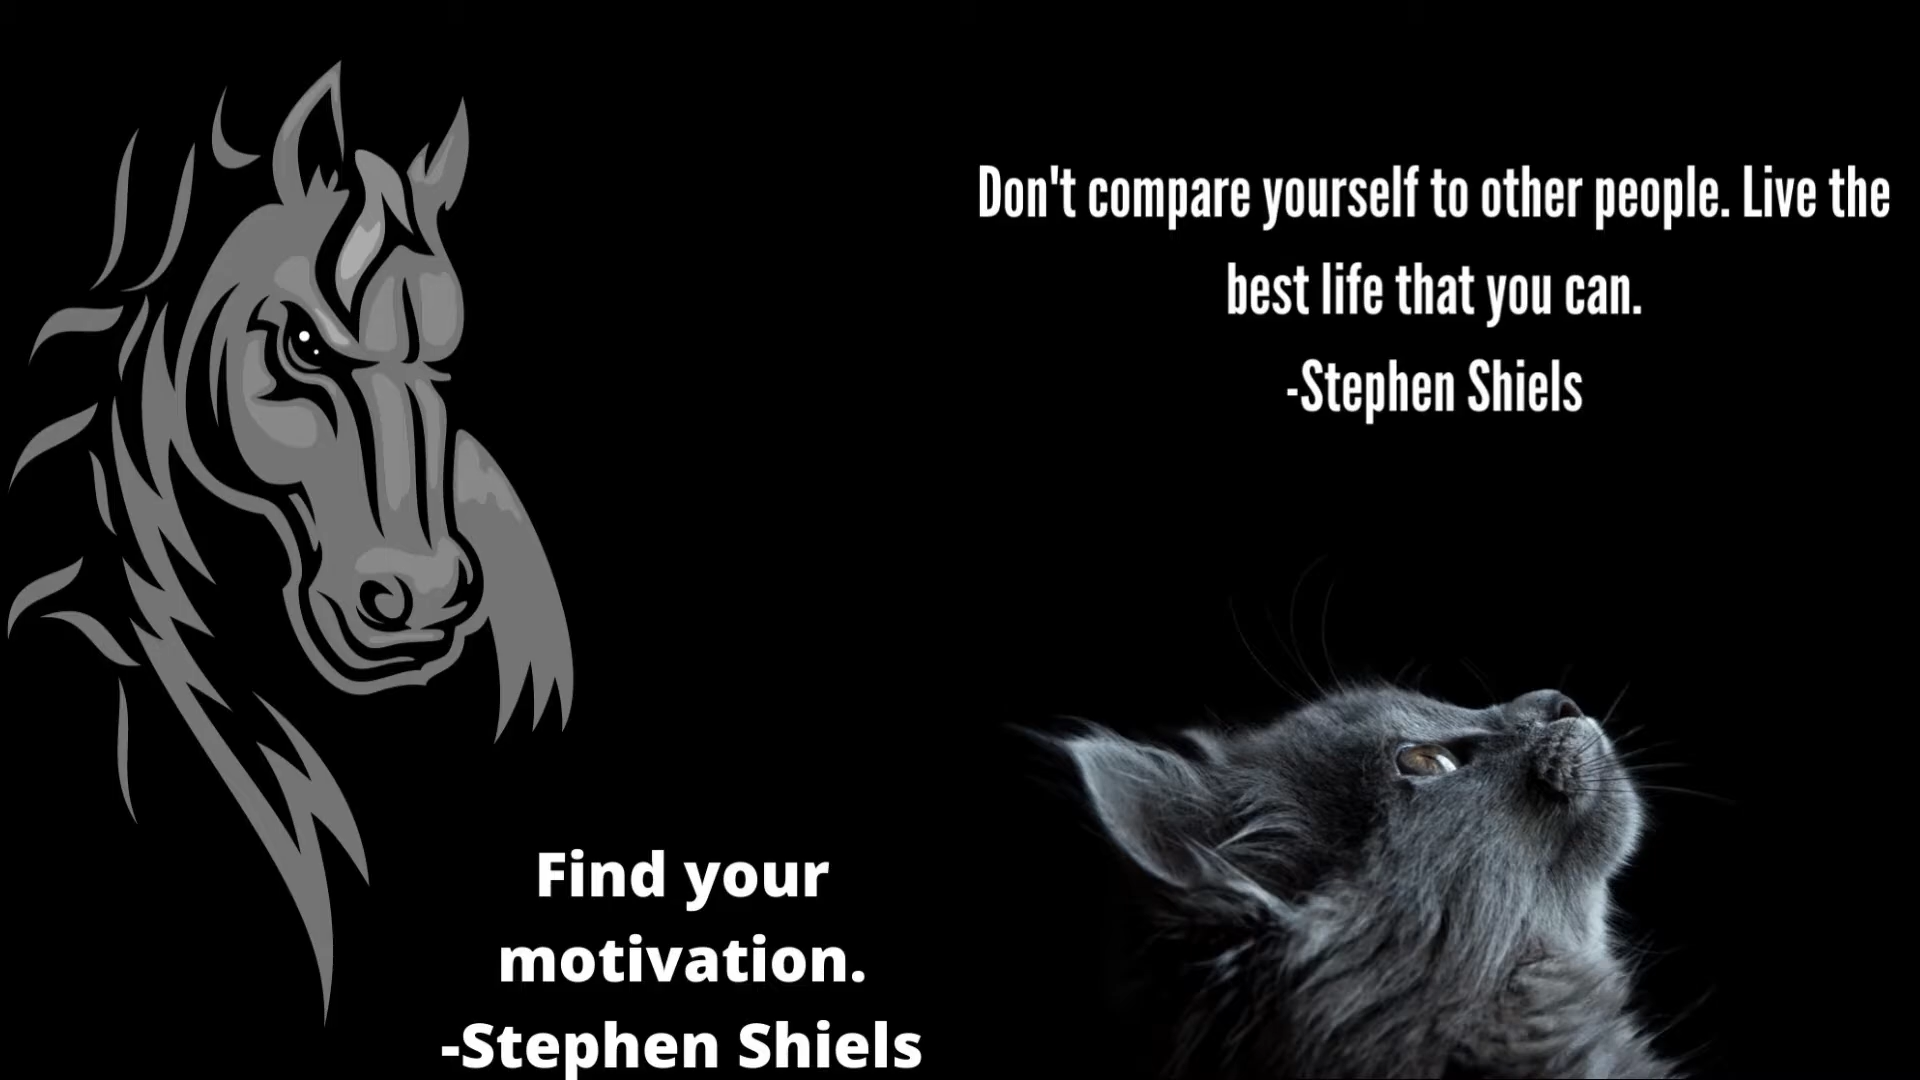 Don't compare yourself to other people. Live the
best life that you can.
-Stephen Shiels
Find your
motivation.
-Stephen Shiels